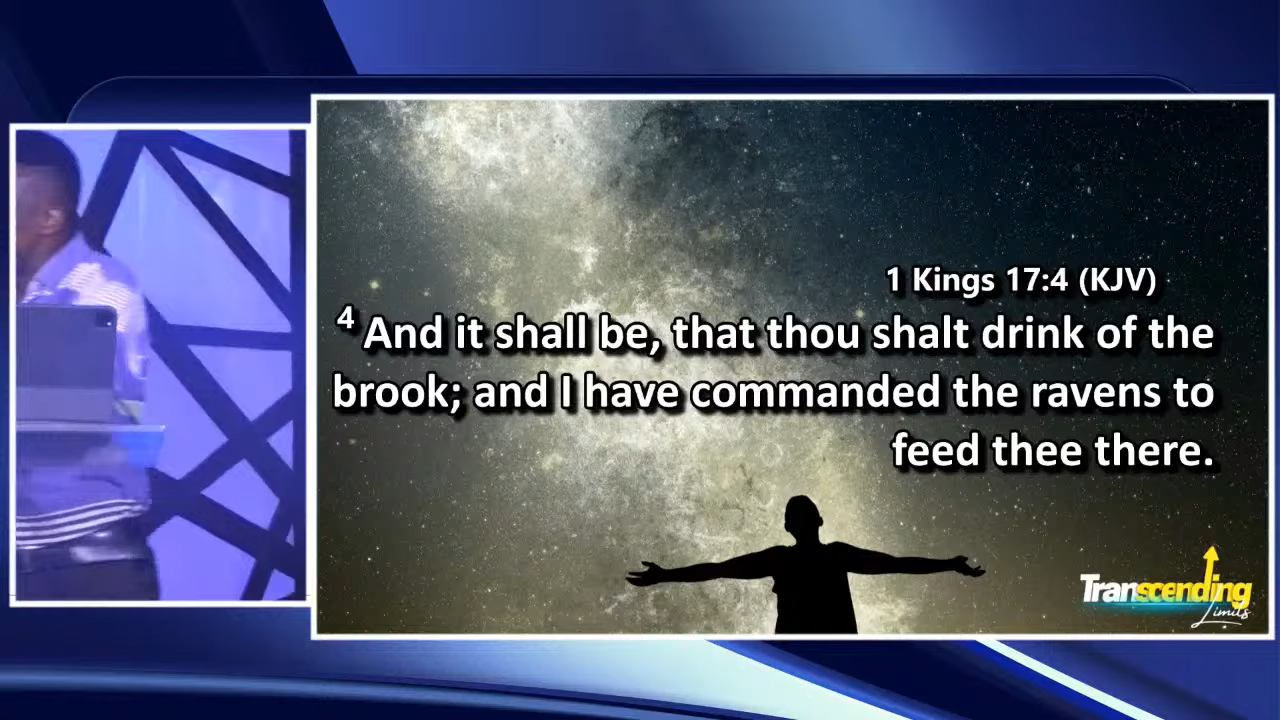 1 Kings 17:4 (KJV)
4 And it shall be, that thou shalt drink of the
brook; and I have commanded the ravens to
feed thee there.
Transcending
Limits